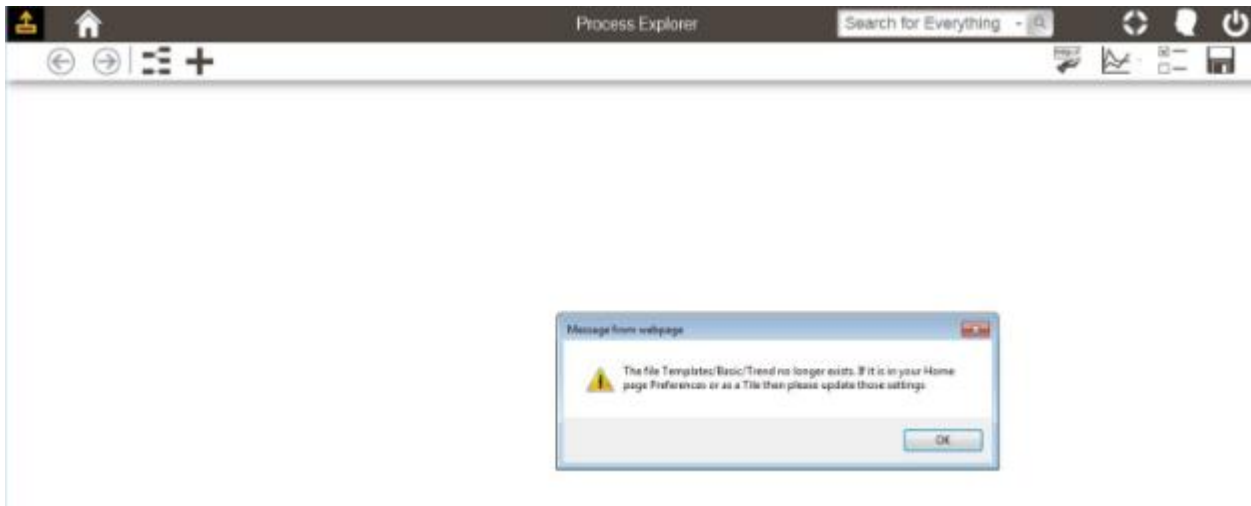 Process Explorer
Search for Everything
Message from webpage
The file Templates/Basic/Trend no longer exists. If it is in your Home
page Preferences or as a Tile then please update those settings
OK